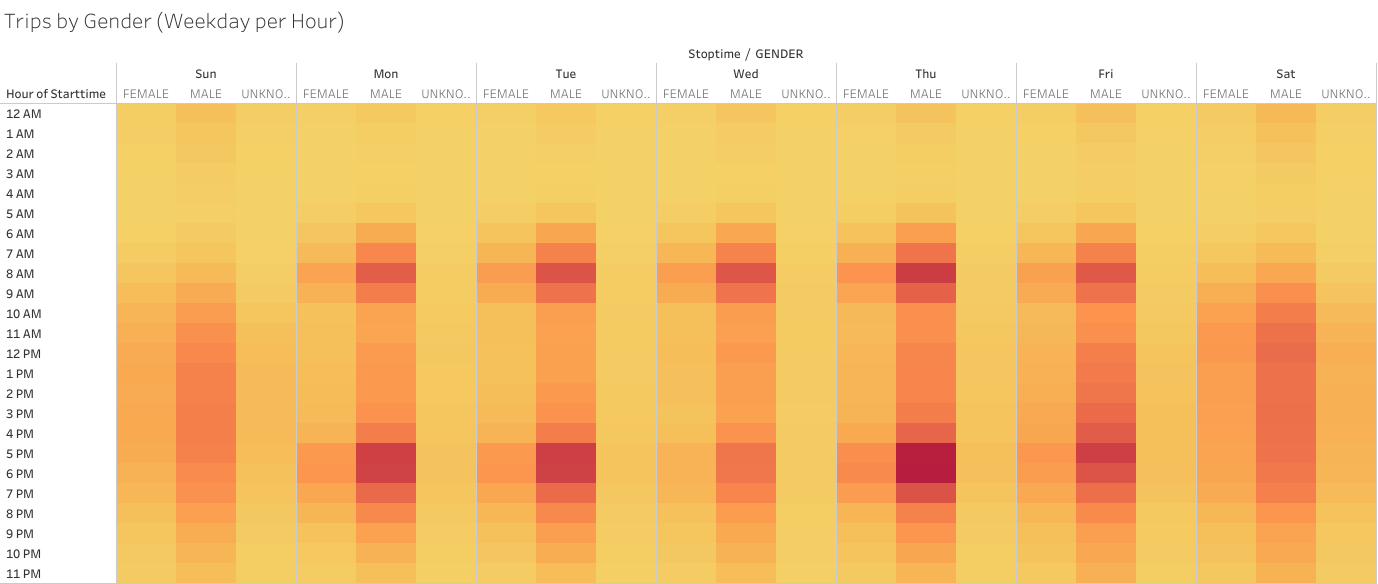 Trips by Gender (Weekday per Hour)
Stoptime / GENDER
Sun Mon Tue Wed Thu Fri Sat
Hour of Starttime FEMALE MALE UNKNO.. FEMALE MALE UNKNO.. FEMALE MALE UNKNO.. FEMALE MALE UNKNO.. FEMALE MALE UNKNO.. FEMALE MALE UNKNO.. FEMALE MALE UNKNO..
12 AM
1 AM
2 AM
3 AM
4 AM
5 AM
6 AM
7 AM
8 AM
9 AM
10 AM
11 AM
12 PM
1 PM
2 PM
3 PM
4 PM
5 PM
6 PM
7 PM
8 PM
9 PM
10 PM
11 PM